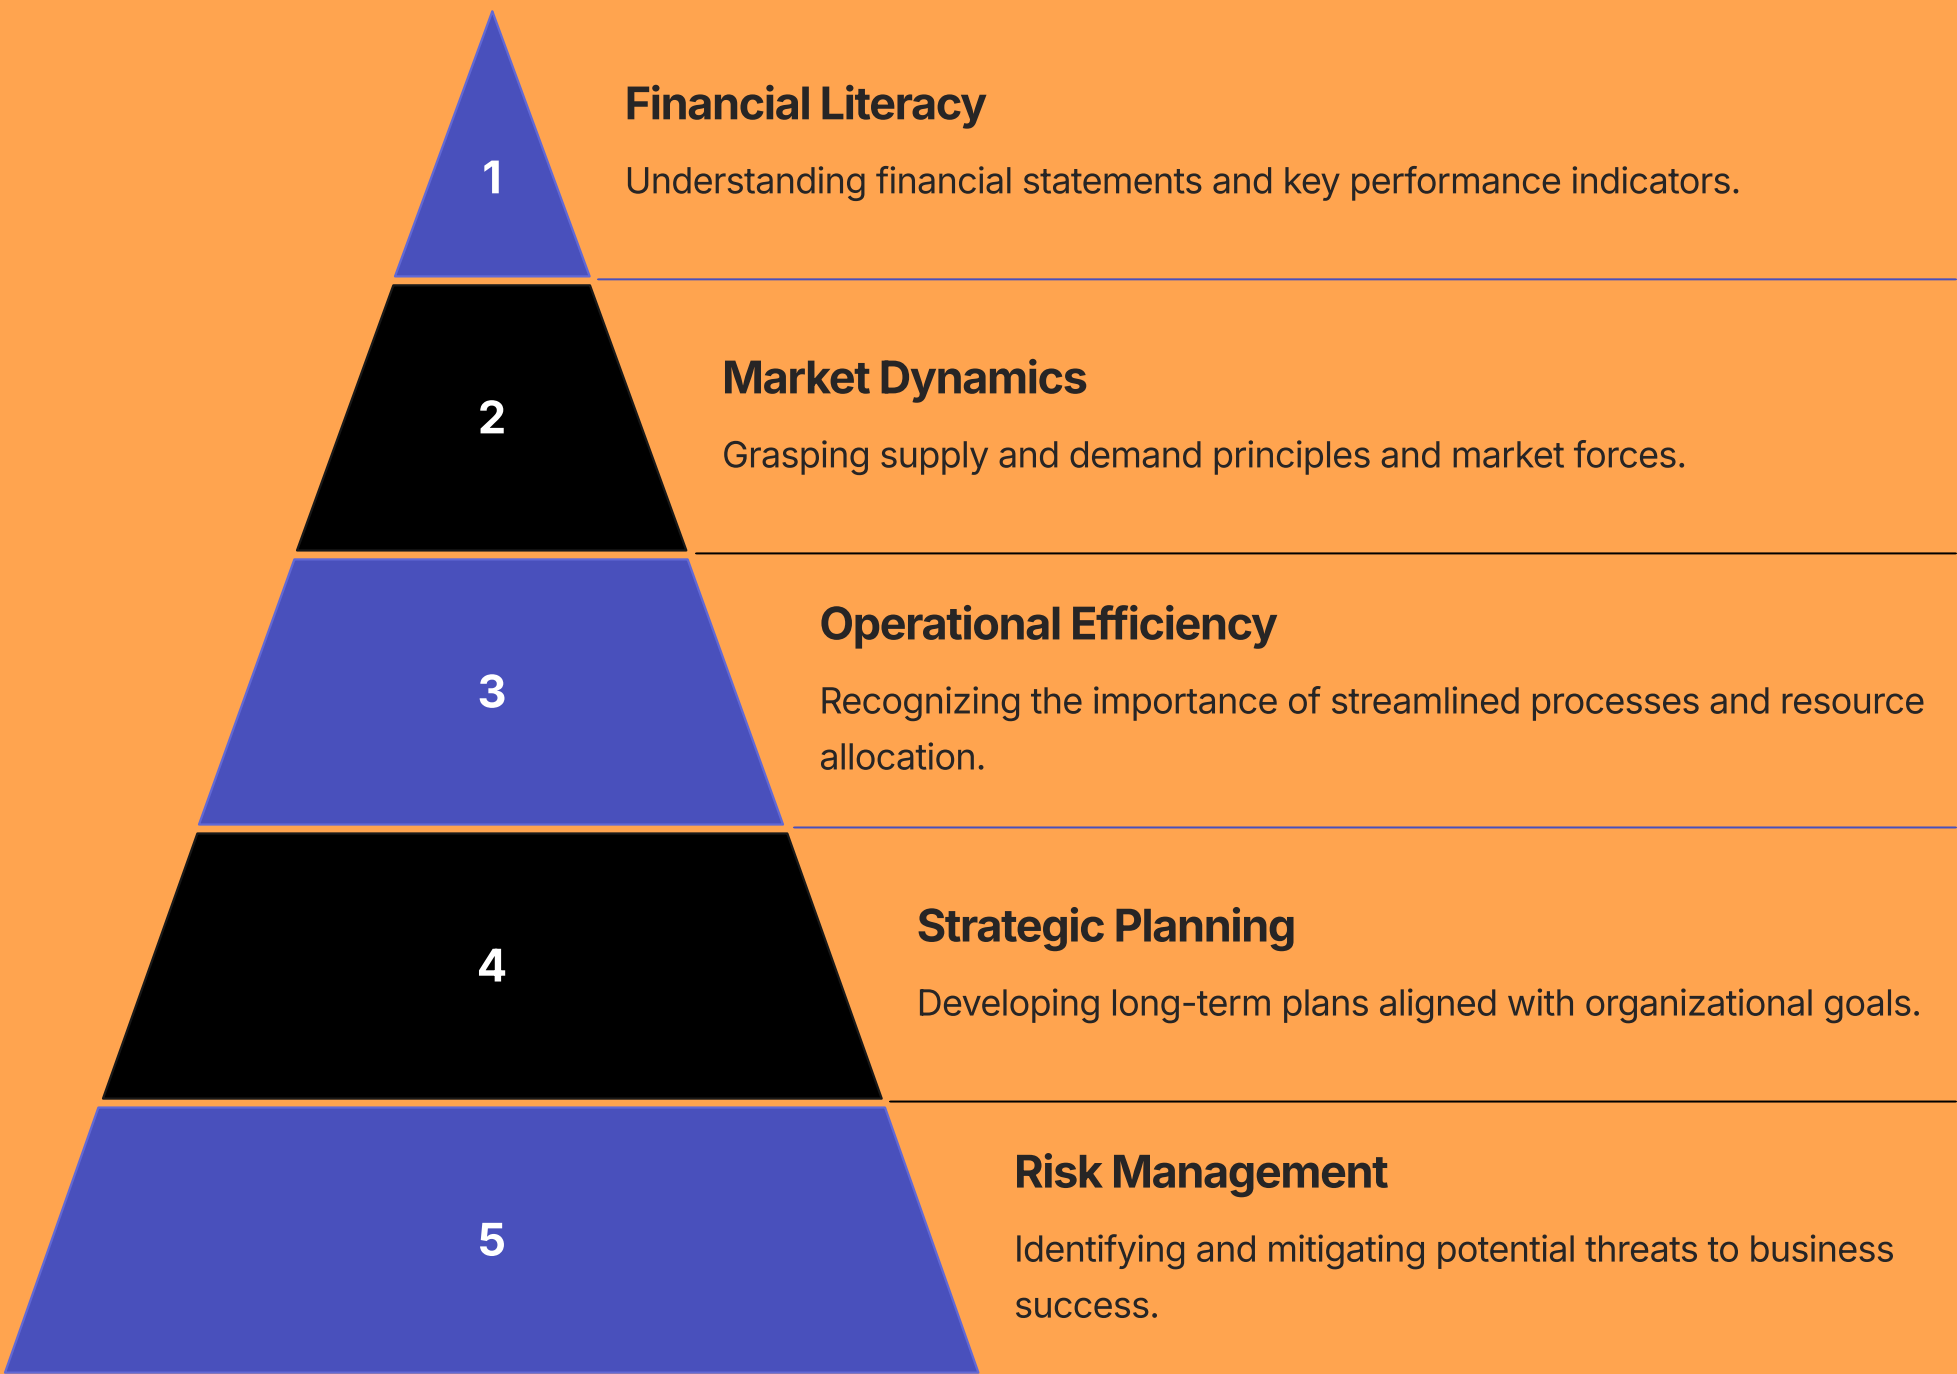 1
Financial Literacy
Understanding financial statements and key performance indicators.
2
Market Dynamics
Grasping supply and demand principles and market forces.
3
Operational Efficiency
Recognizing the importance of streamlined processes and resource
allocation.
4
Strategic Planning
Developing long-term plans aligned with organizational goals.
5
Risk Management
Identifying and mitigating potential threats to business
success.